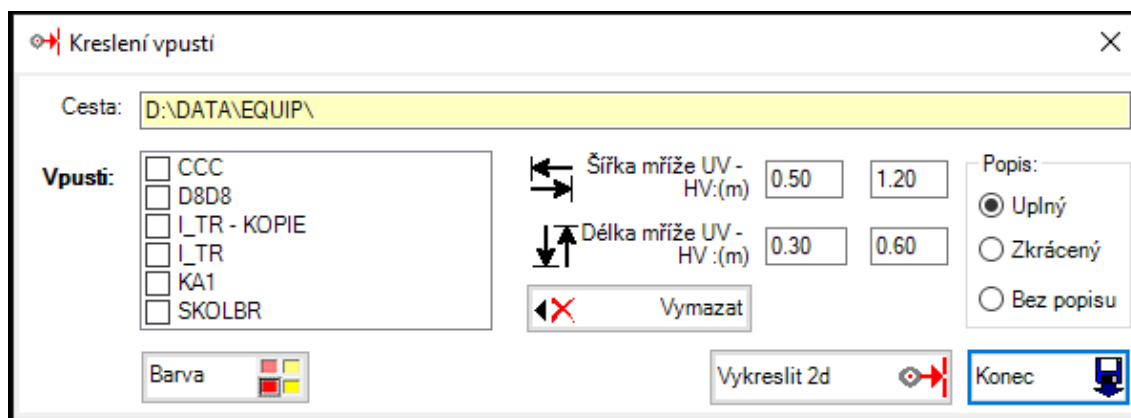 Kreslení vpustí
Cesta: D:\DATA\EQUIP\
Vpusti:
CCC
D8D8
I_TR - KOPIE
I_TR
KA1
SKOLBR
Šířka mříže UV -
HV:(m) 0.50 1.20
Délka mříže UV -
HV :(m) 0.30 0.60
Vymazat
Popis:
Uplný
Zkrácený
Bez popisu
Barva
Vykreslit 2d
Konec